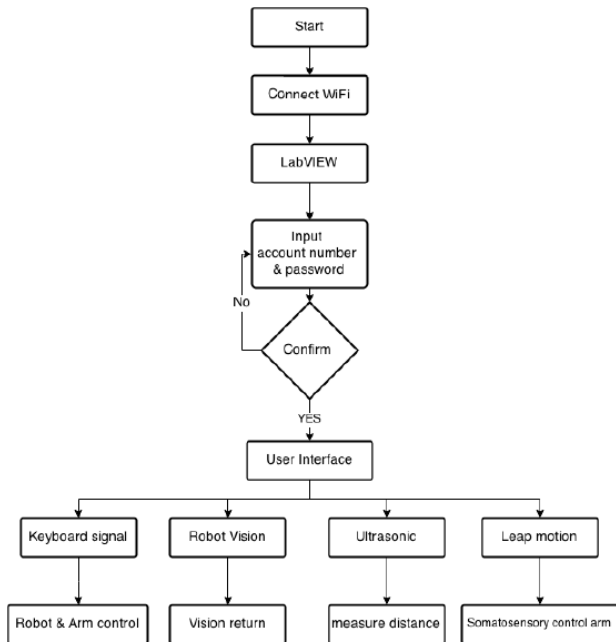 Start
Connect WiFi
LabVIEW
Input
account number
& password
No
Confirm
YES
User Interface
Keyboard signal
Robot Vision
Ultrasonic
Leap motion
Robot & Arm control
Vision return
measure distance
Somatosensory control arm